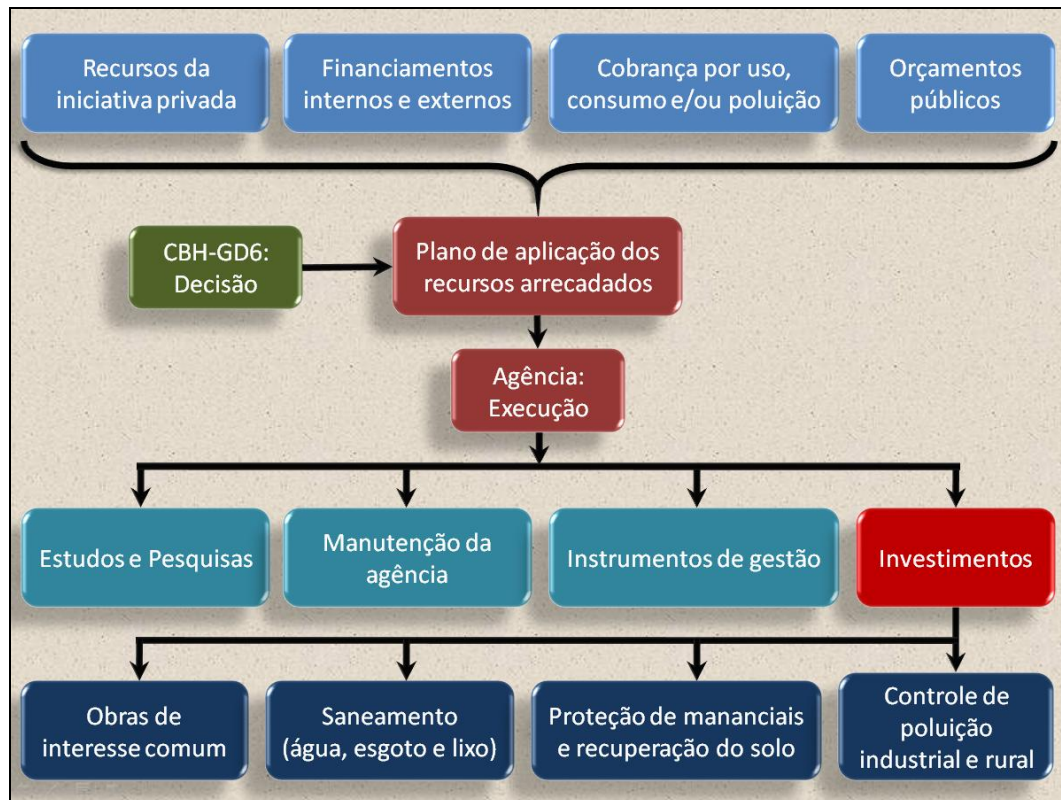 Recursos da
iniciativa privada
Financiamentos
internos e externos
Cobrança por uso,
consumo e/ou poluição
Orçamentos
públicos
CBH-GD6:
Decisão
Plano de aplicação dos
recursos arrecadados
Agência:
Execução
Estudos e Pesquisas
Manutenção da
agência
Instrumentos de gestão
Investimentos
Obras de
interesse comum
Saneamento
(água, esgoto e lixo)
Proteção de mananciais
e recuperação do solo
Controle de
poluição
industrial e rural